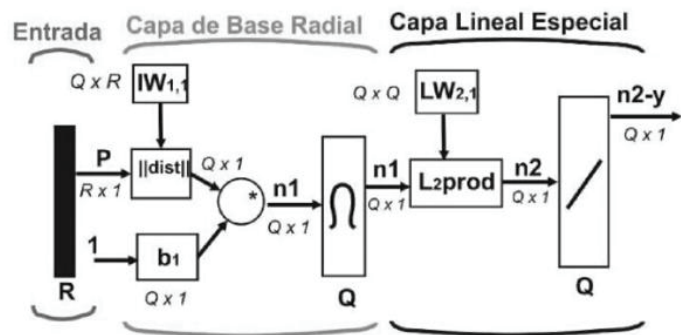 Entrada
Capa de Base Radial
Capa Lineal Especial
Q x R
IW1,1
Q x Q
LW2,1
n2-y
Q x 1
P
R x 1
||dist||
Q x 1
*
n1
Q x 1
n1
Q x 1
L2prod
n2
Q x 1
1
b1
Q x 1
R
Q
Q